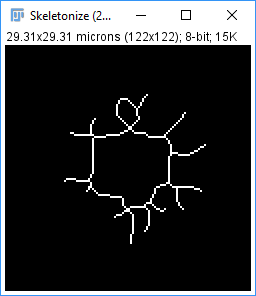 Skeletonize (2...
29.31x29.31 microns (122x122); 8-bit; 15K